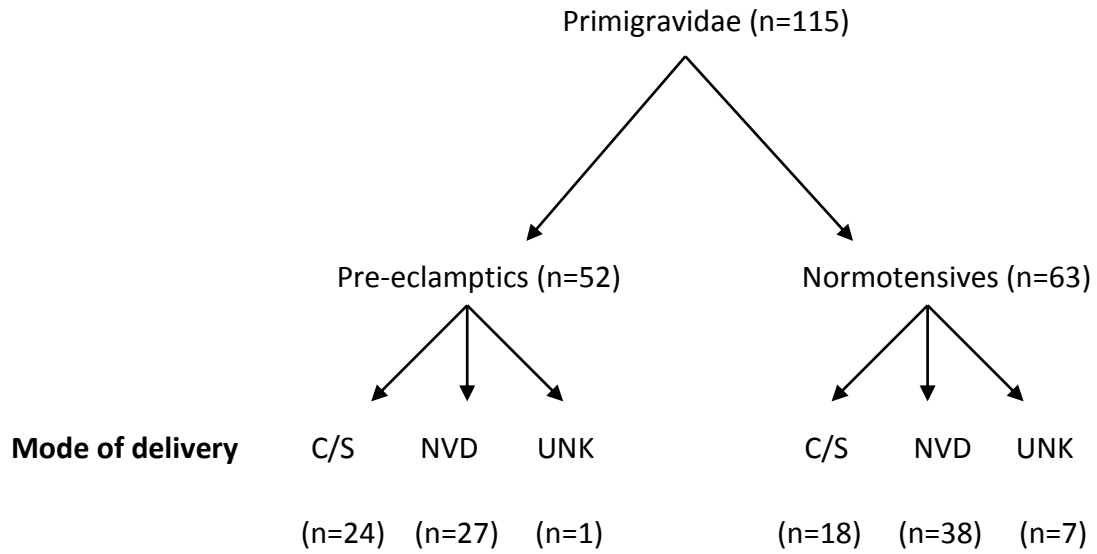 Primigravidae (n=115)
Pre-eclamptics (n=52) Normotensives (n=63)
Mode of delivery C/S NVD UNK C/S NVD UNK
(n=24) (n=27) (n=1) (n=18) (n=38) (n=7)